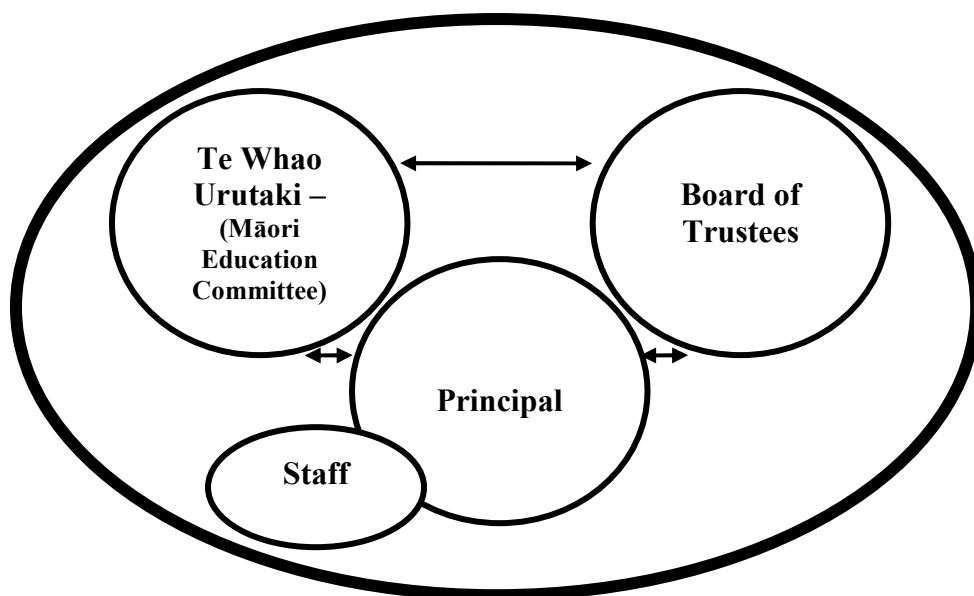 Te Whao
Urutaki –
(Māori
Education
Committee)
Board of
Trustees
Principal
Staff